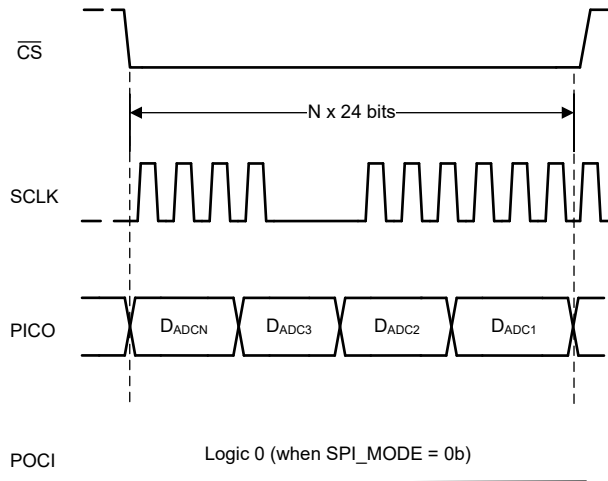 CS
N x 24 bits
SCLK
PICO
DADCN
DADC3
DADC2
DADC1
POCI
Logic 0 (when SPI_MODE = 0b)